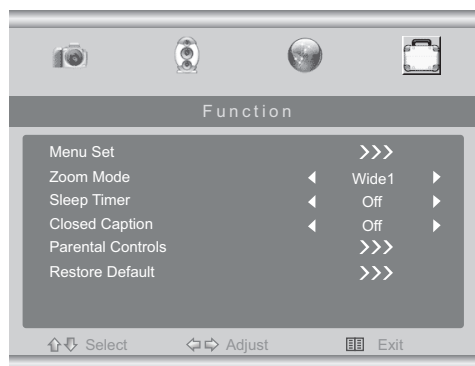 Function
Menu Set >>>
Zoom Mode Wide1
Sleep Timer Off
Closed Caption Off
Parental Controls >>>
Restore Default >>>
Select Adjust Exit